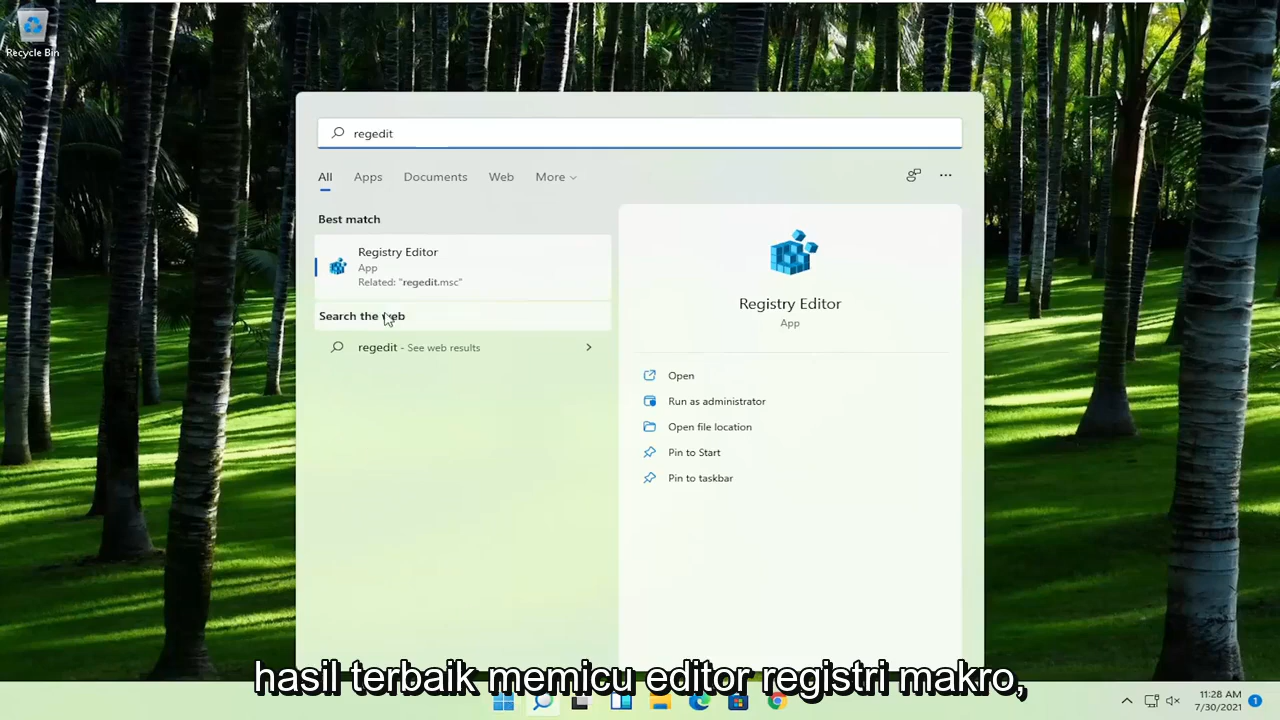 Recycle Bin
regedit
All
Apps
Documents
Web
More
Best match
Registry Editor
App
Related: "regedit.msc"
Search the web
regedit - See web results
Registry Editor
App
Open
Run as administrator
Open file location
Pin to Start
Pin to taskbar
hasil terbaik memicu editor registri makro,
11:28 AM
7/30/2021
1